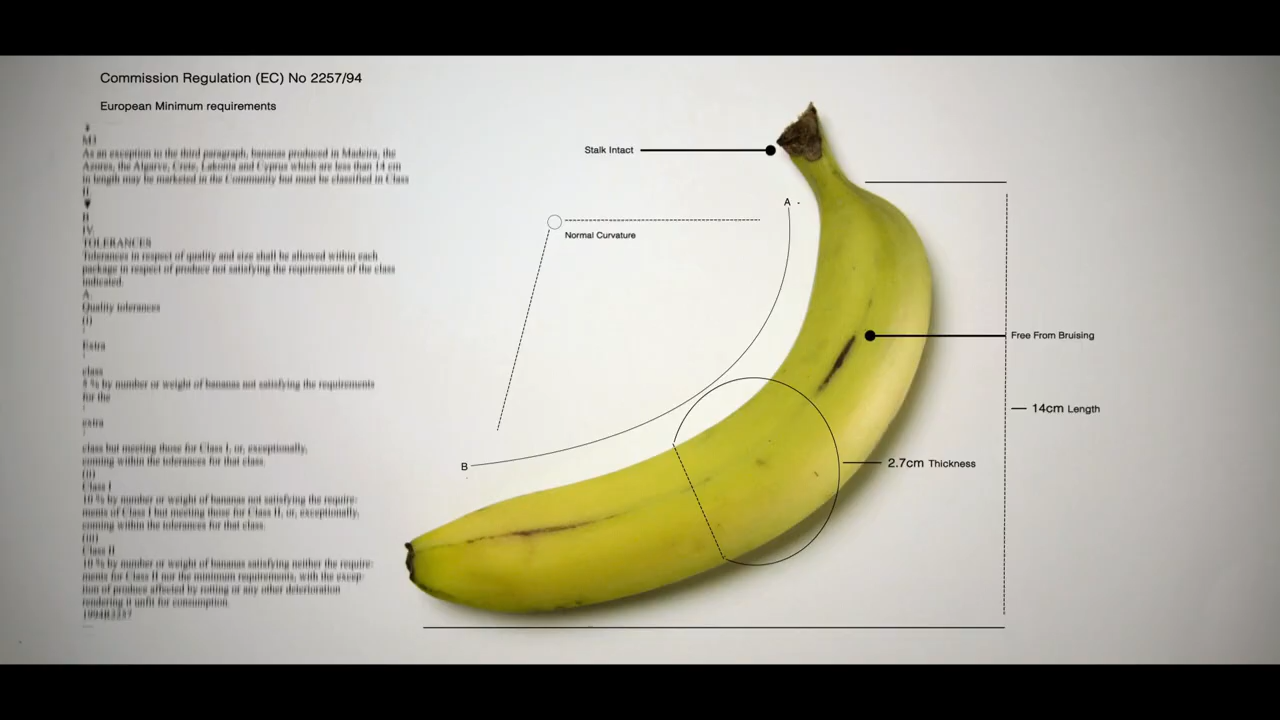 Commission Regulation (EC) No 2257/94
European Minimum requirements
M3
As an exception to the third paragraph, bananas produced in Madeira, the
Azores, the Algarve, Crete, Lakonia and Cyprus which are less than 14 cm
in length may be marketed in the Community but must be classified in Class
II.
B
IV.
TOLERANCES
Tolerances in respect of quality and size shall be allowed within each
package in respect of produce not satisfying the requirements of the class
indicated.
A.
Quality tolerances
(i)
Extra
class
5 % by number or weight of bananas not satisfying the requirements
for the
extra
class but meeting those for Class I, or, exceptionally,
coming within the tolerances for that class.
(ii)
Class I
10 % by number or weight of bananas not satisfying the require-
ments of Class I but meeting those for Class II, or, exceptionally,
coming within the tolerances for that class.
(iii)
Class II
10 % by number or weight of bananas satisfying neither the require-
ments for Class II nor the minimum requirements, with the excep-
tion of produce affected by rotting or any other deterioration
rendering it unfit for consumption.
1994R2257
Stalk Intact
A
Normal Curvature
B
Free From Bruising
14cm Length
2.7cm Thickness